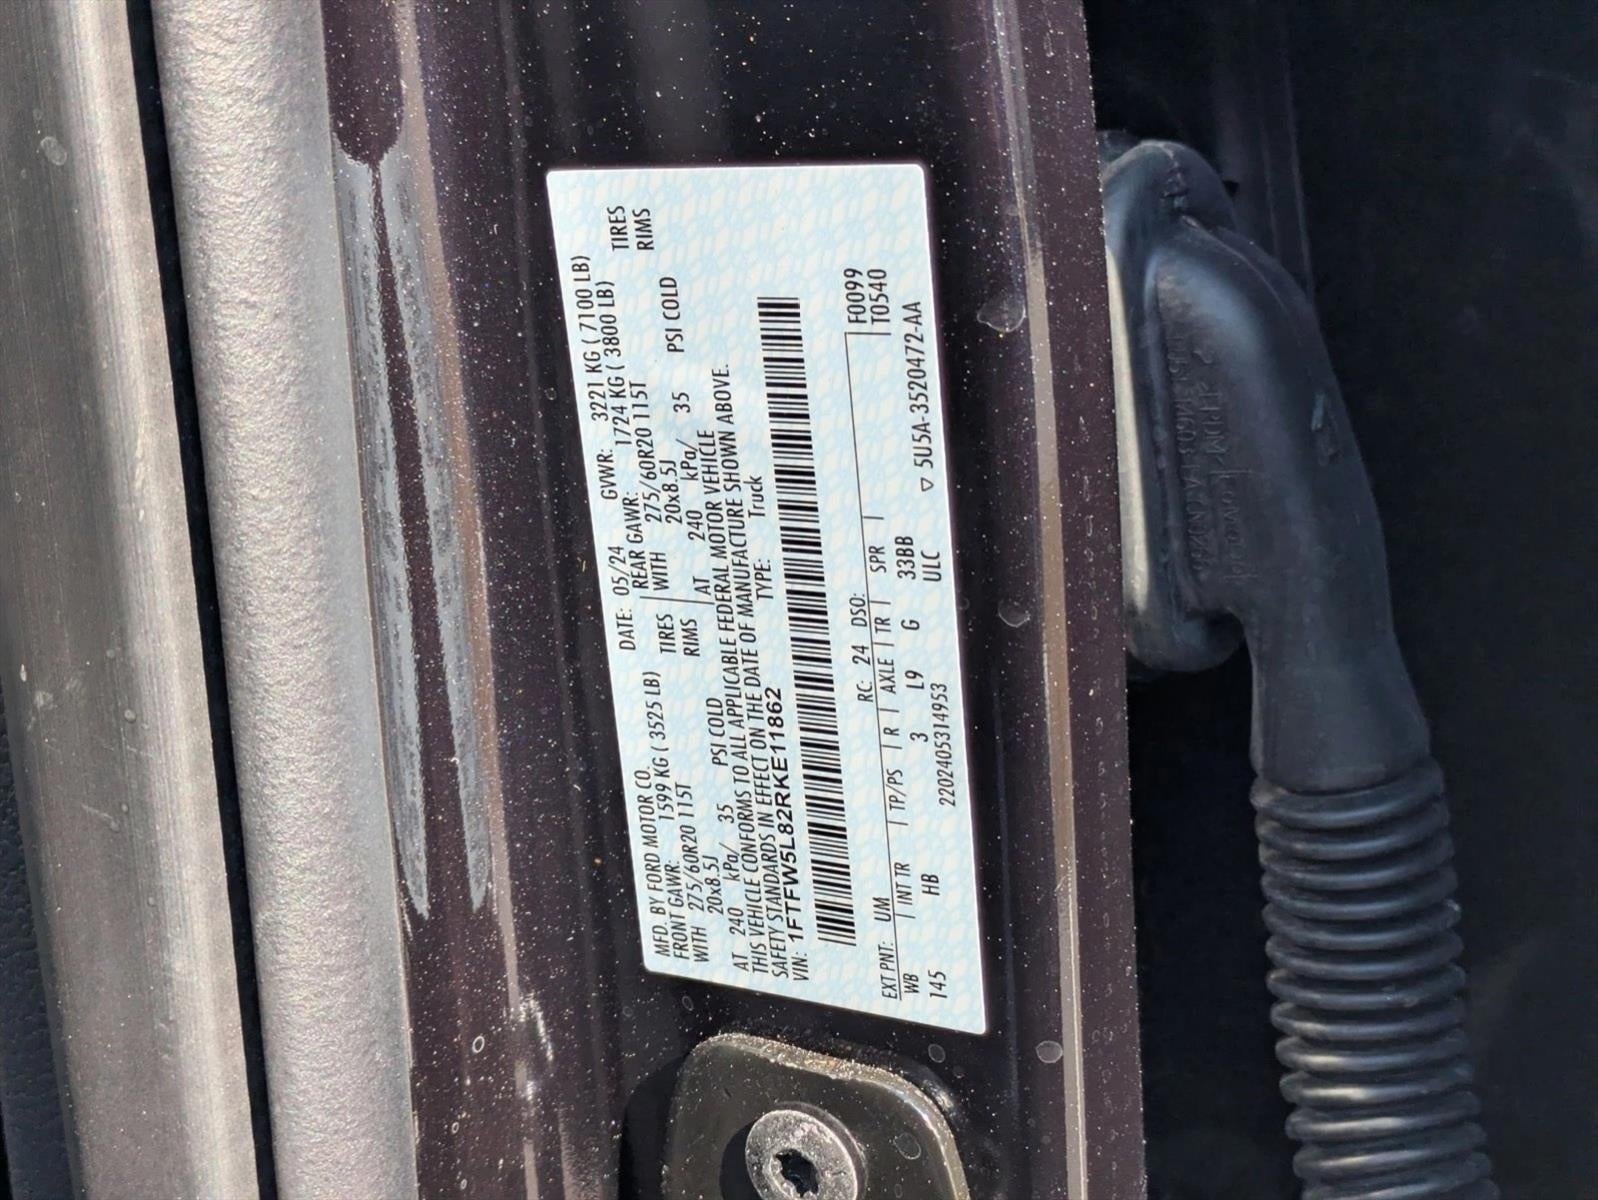 MFD. BY FORD MOTOR CO. DATE: 05/24 GVWR: 3221 KG ( 7100 LB)
FRONT GAWR: 1599 KG ( 3525 LB) REAR GAWR: 1724 KG ( 3800 LB)
WITH 275/60R20 115T TIRES WITH 275/60R20 115T TIRES
20x8.5J RIMS 20x8.5J RIMS
AT 240 kPa/ 35 PSI COLD AT 240 kPa/ 35 PSI COLD
THIS VEHICLE CONFORMS TO ALL APPLICABLE FEDERAL MOTOR VEHICLE
SAFETY STANDARDS IN EFFECT ON THE DATE OF MANUFACTURE SHOWN ABOVE.
VIN: 1FTFW5L82RKE11862 TYPE: Truck
F0099
T0540
EXT PNT: UM RC: 24 DSO:
WB INT TR TP/PS R AXLE TR SPR
145 HB 3 L9 G 33BB
ULC
220240531 4953 ▽ 5U5A-3520472-AA